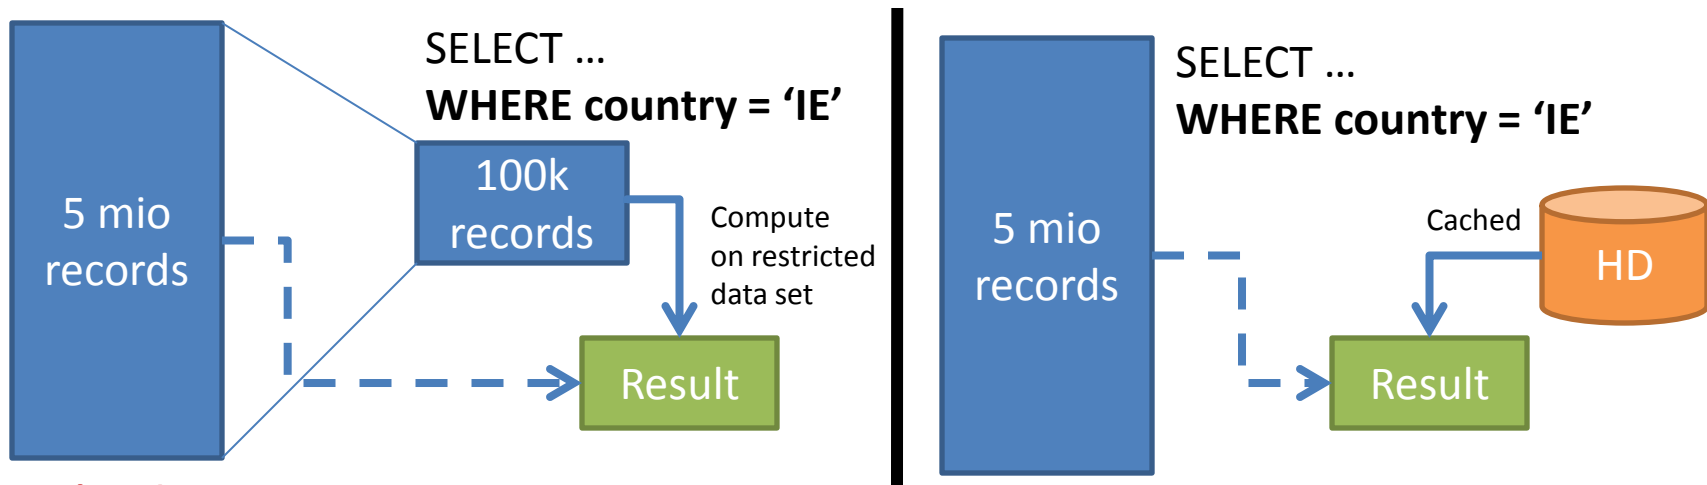 SELECT ...
WHERE country = ‘IE’
5 mio
records
100k
records
Compute
on restricted
data set
Result
SELECT ...
WHERE country = ‘IE’
5 mio
records
Cached
HD
Result